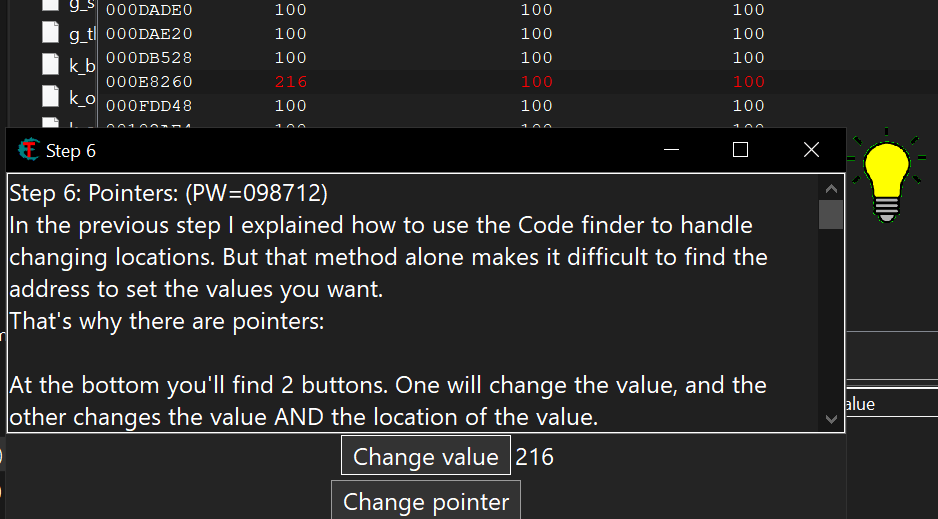 g_s
000DADE0 100 100 100
g_tl
000DAE20 100 100 100
000DB528 100 100 100
k_b
000E8260 216 100 100
k_o
000FDD48 100 100 100
100 100 100
Step 6
Step 6: Pointers: (PW=098712)
In the previous step I explained how to use the Code finder to handle
changing locations. But that method alone makes it difficult to find the
address to set the values you want.
That's why there are pointers:
At the bottom you'll find 2 buttons. One will change the value, and the
other changes the value AND the location of the value.
alue
Change value 216
Change pointer